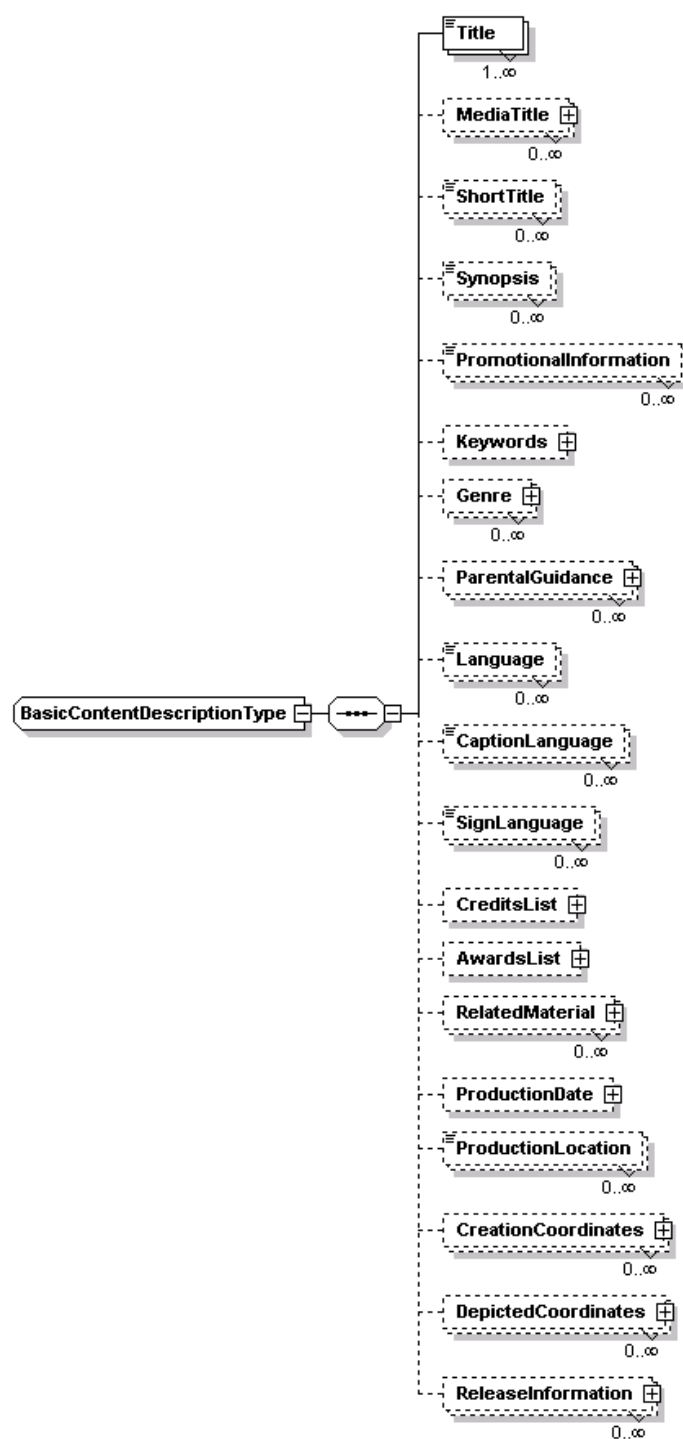 Title
1..∞
MediaTitle
0..∞
ShortTitle
0..∞
Synopsis
0..∞
PromotionalInformation
0..∞
Keywords
Genre
0..∞
ParentalGuidance
0..∞
Language
0..∞
BasicContentDescriptionType
CaptionLanguage
0..∞
SignLanguage
0..∞
CreditsList
AwardsList
RelatedMaterial
0..∞
ProductionDate
ProductionLocation
0..∞
CreationCoordinates
0..∞
DepictedCoordinates
0..∞
ReleaseInformation
0..∞